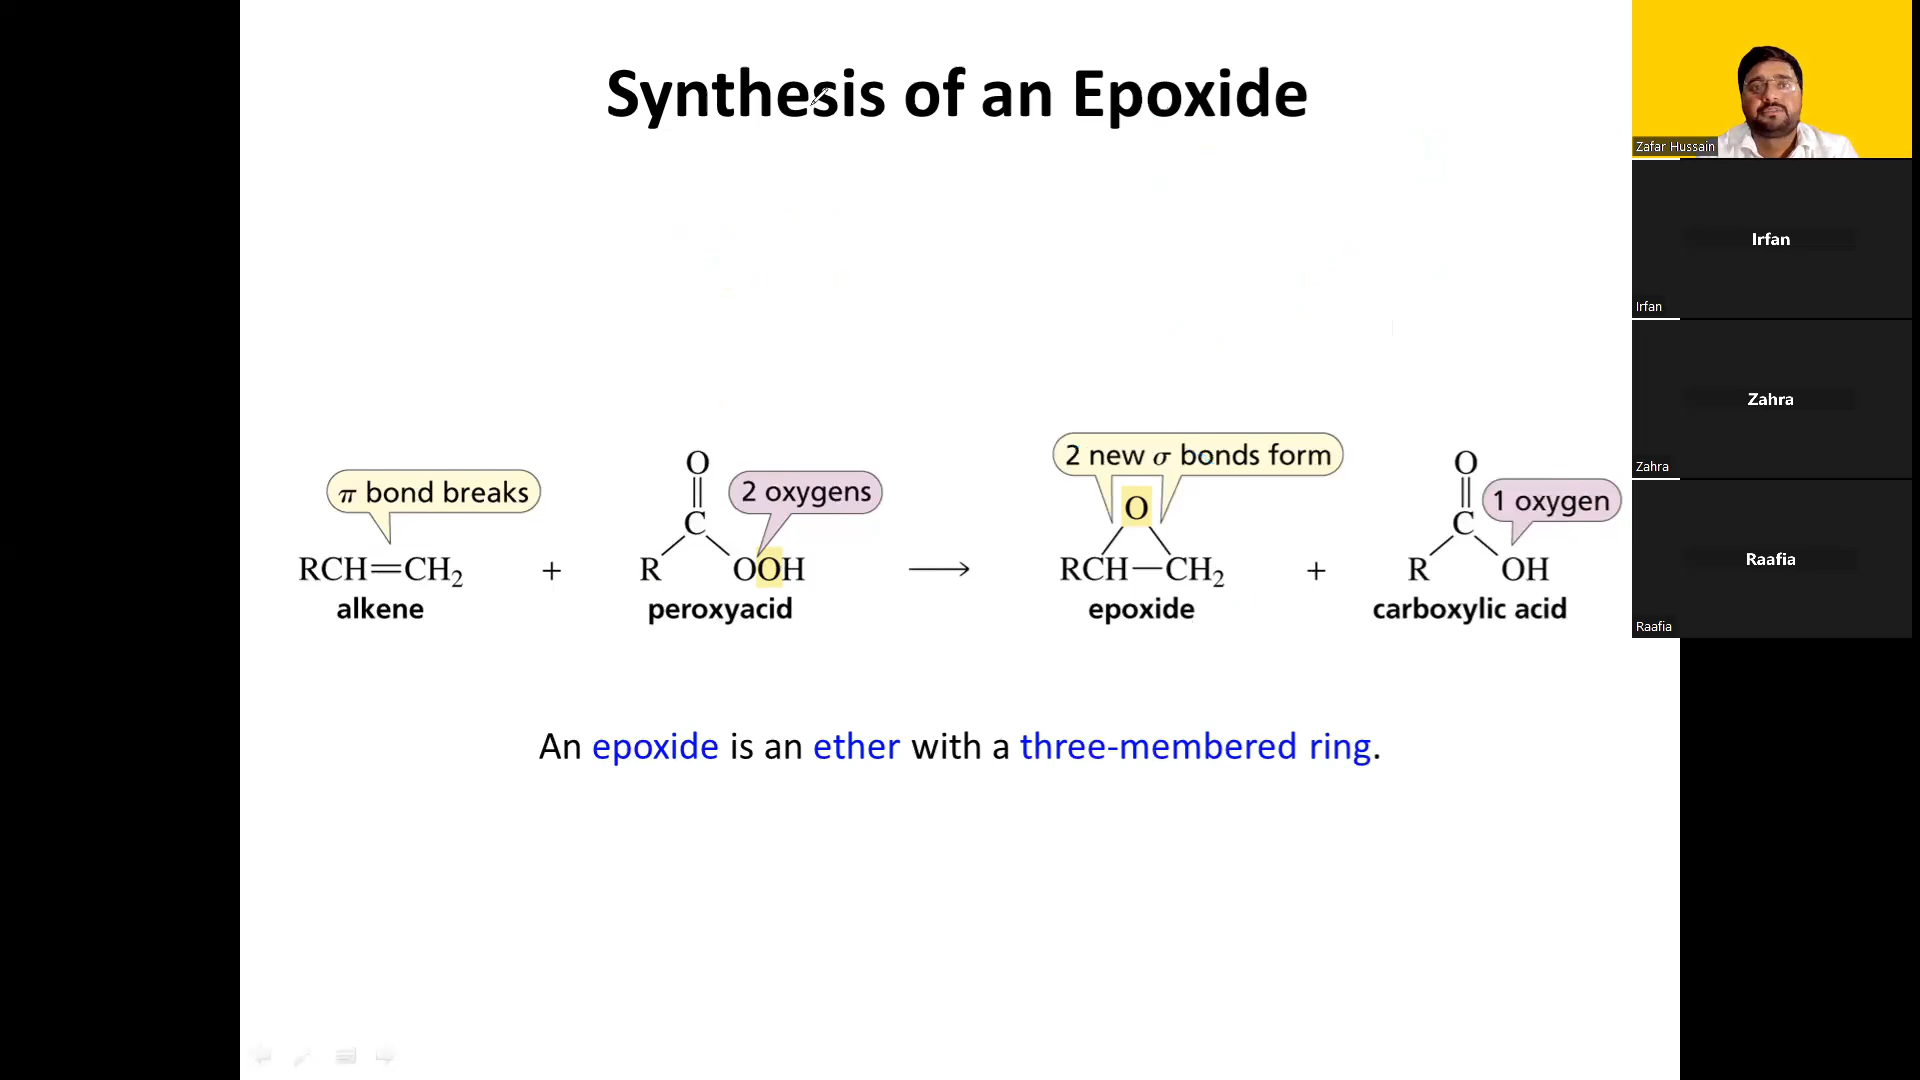 Synthesis of an Epoxide
π bond breaks
RCH=CH₂
alkene
+
O
C
R
OOH
2 oxygens
peroxyacid
⟶
2 new σ bonds form
O
RCH—CH₂
epoxide
+
O
C
R
OH
1 oxygen
carboxylic acid
An epoxide is an ether with a three-membered ring.
Zafar Hussain
Irfan
Irfan
Zahra
Zahra
Raafia
Raafia